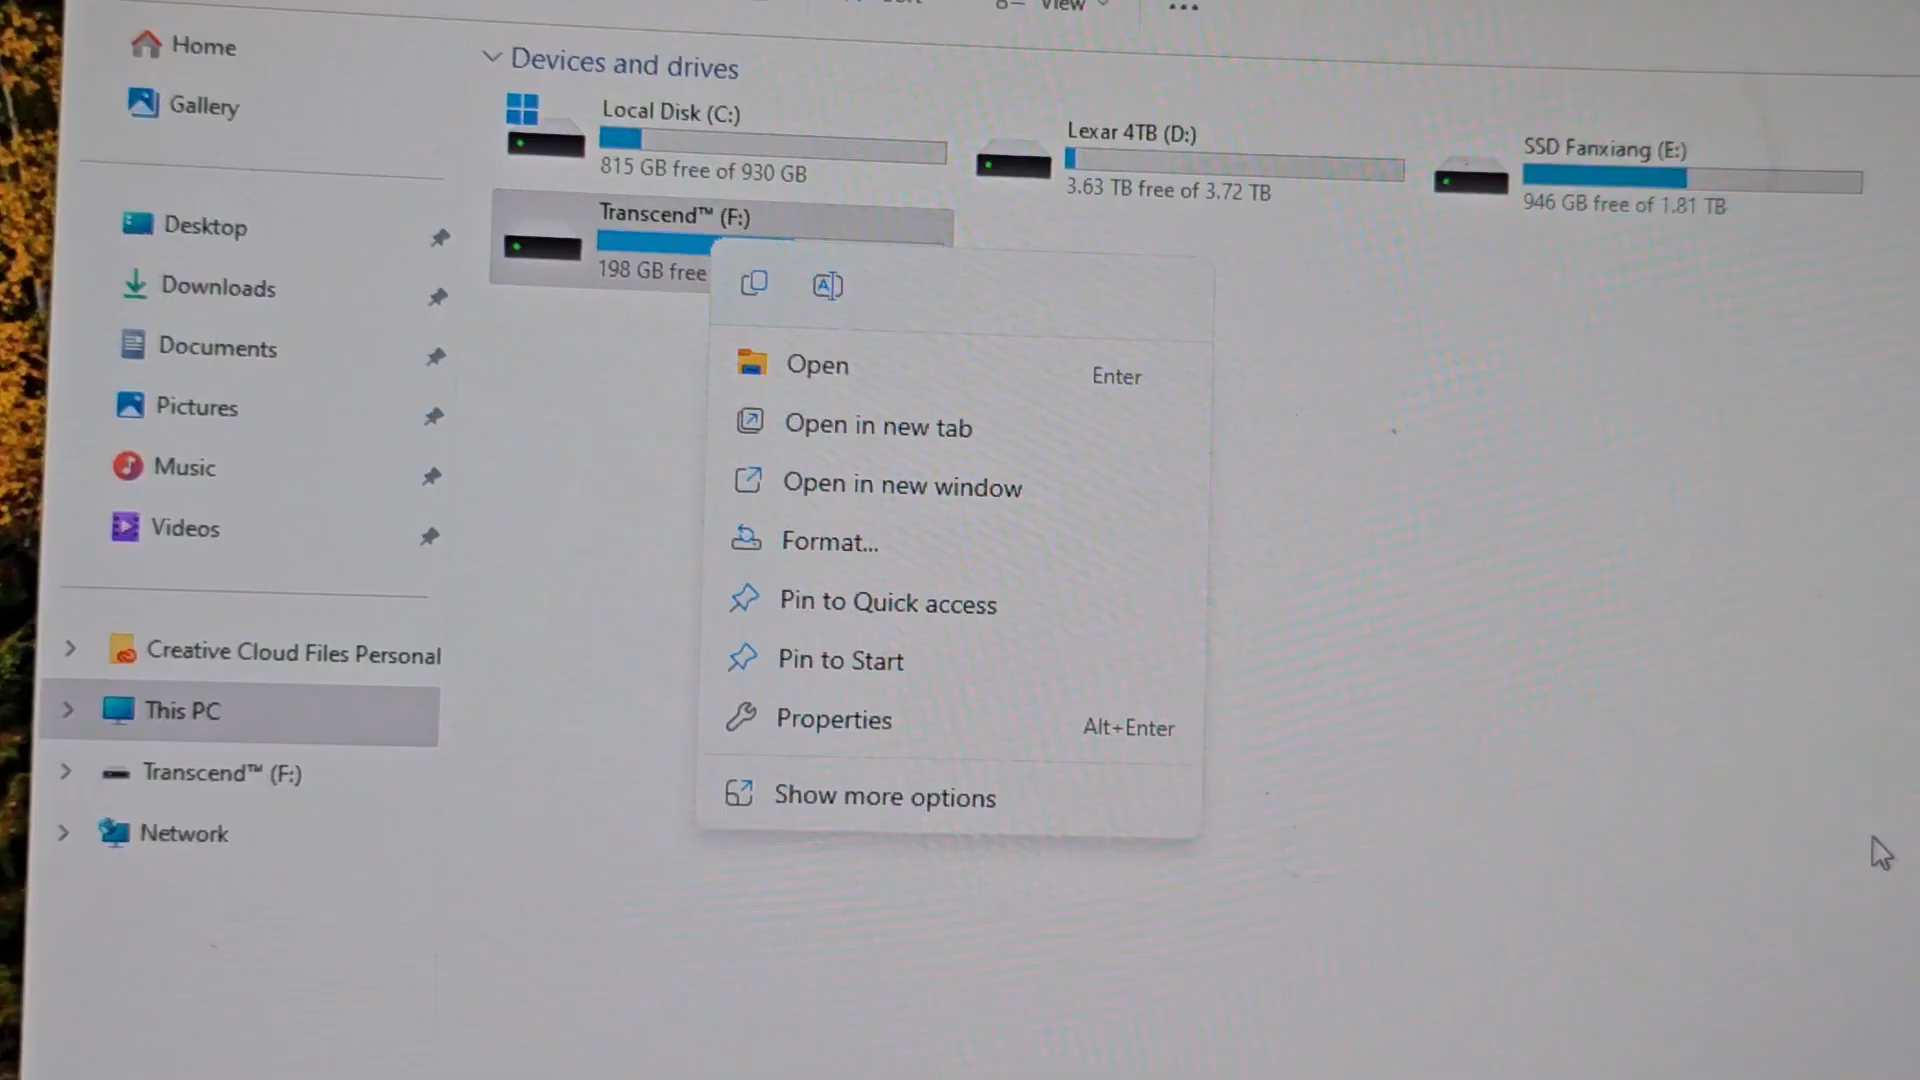 View
Home
Gallery
Desktop
Downloads
Documents
Pictures
Music
Videos
Creative Cloud Files Personal
This PC
Transcend™ (F:)
Network
Devices and drives
Local Disk (C:)
815 GB free of 930 GB
Lexar 4TB (D:)
3.63 TB free of 3.72 TB
SSD Fanxiang (E:)
946 GB free of 1.81 TB
Transcend™ (F:)
198 GB free
Open Enter
Open in new tab
Open in new window
Format...
Pin to Quick access
Pin to Start
Properties Alt+Enter
Show more options